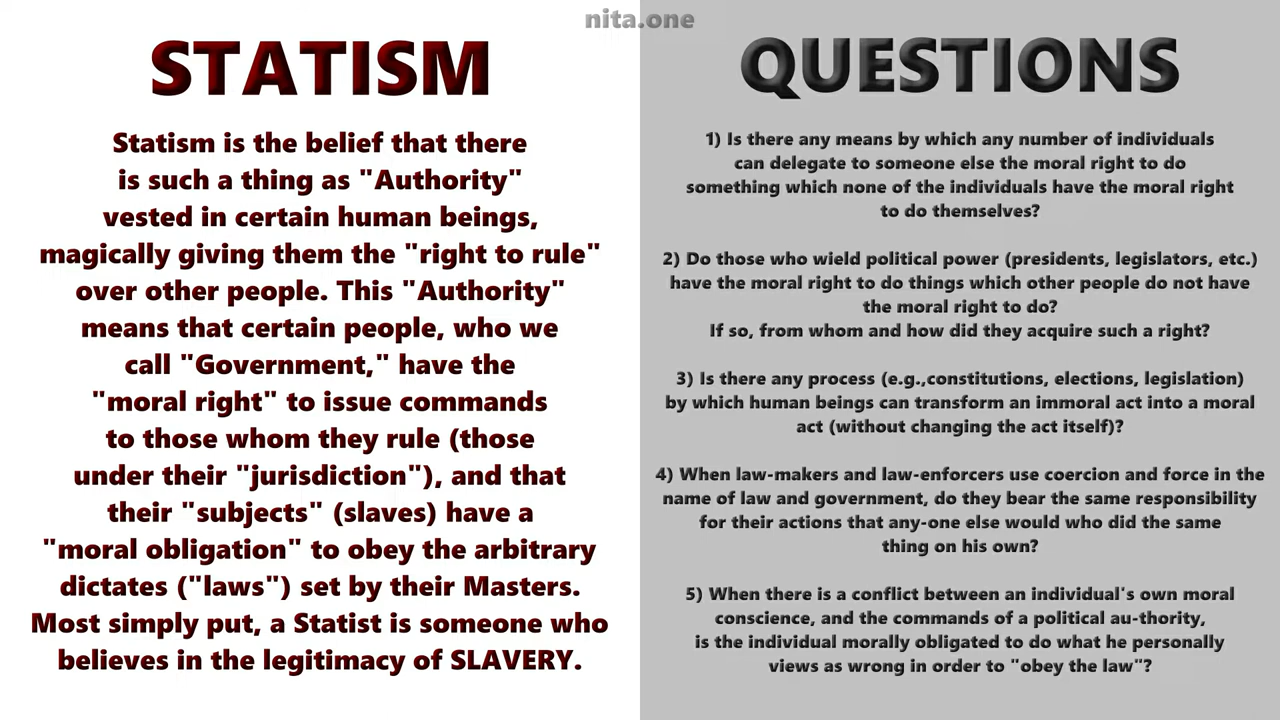 nita.one
STATISM
Statism is the belief that there
is such a thing as "Authority"
vested in certain human beings,
magically giving them the "right to rule"
over other people. This "Authority"
means that certain people, who we
call "Government," have the
"moral right" to issue commands
to those whom they rule (those
under their "jurisdiction"), and that
their "subjects" (slaves) have a
"moral obligation" to obey the arbitrary
dictates ("laws") set by their Masters.
Most simply put, a Statist is someone who
believes in the legitimacy of SLAVERY.
QUESTIONS
1) Is there any means by which any number of individuals
can delegate to someone else the moral right to do
something which none of the individuals have the moral right
to do themselves?
2) Do those who wield political power (presidents, legislators, etc.)
have the moral right to do things which other people do not have
the moral right to do?
If so, from whom and how did they acquire such a right?
3) Is there any process (e.g.,constitutions, elections, legislation)
by which human beings can transform an immoral act into a moral
act (without changing the act itself)?
4) When law-makers and law-enforcers use coercion and force in the
name of law and government, do they bear the same responsibility
for their actions that any-one else would who did the same
thing on his own?
5) When there is a conflict between an individual's own moral
conscience, and the commands of a political au-thority,
is the individual morally obligated to do what he personally
views as wrong in order to "obey the law"?